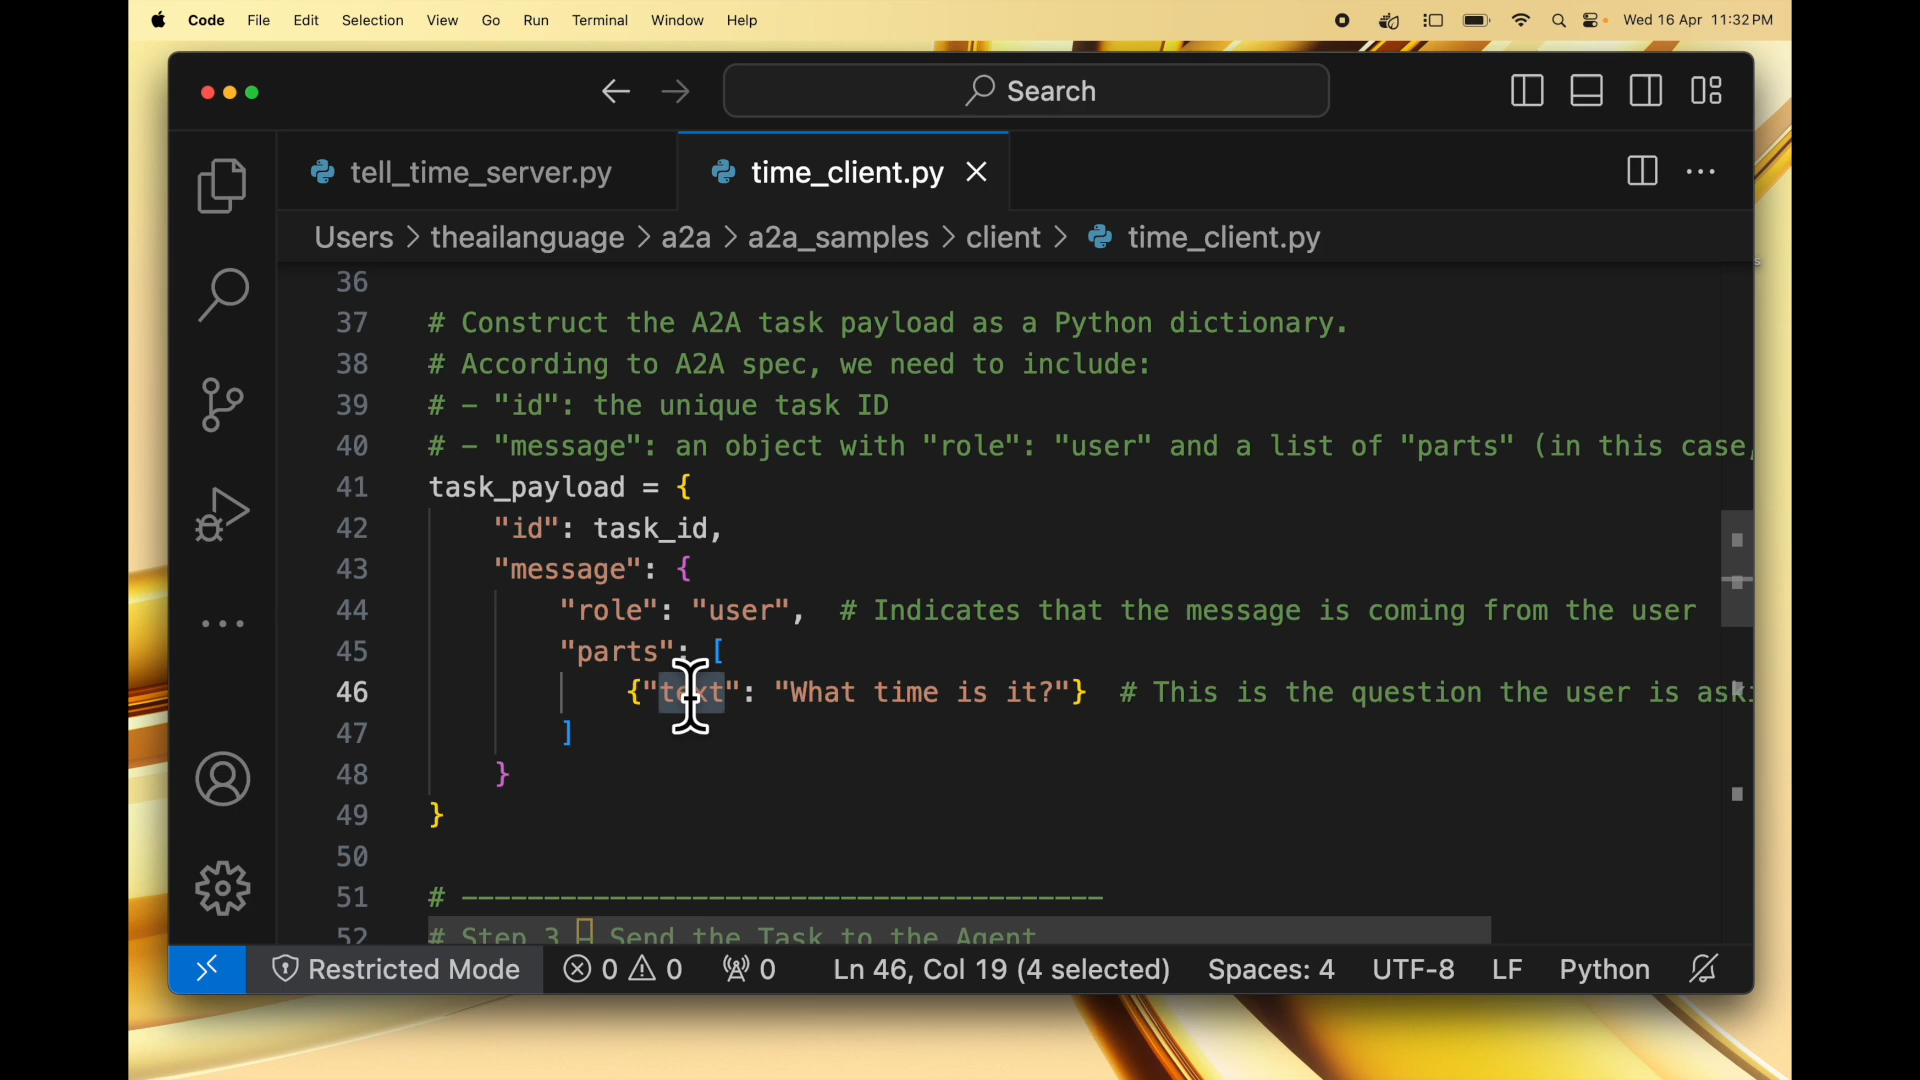 Code File Edit Selection View Go Run Terminal Window Help Wed 16 Apr 11:32 PM
Search
tell_time_server.py time_client.py
Users > theailanguage > a2a > a2a_samples > client > time_client.py
36
37 # Construct the A2A task payload as a Python dictionary.
38 # According to A2A spec, we need to include:
39 # - "id": the unique task ID
40 # - "message": an object with "role": "user" and a list of "parts" (in this case,
41 task_payload = {
42 "id": task_id,
43 "message": {
44 "role": "user", # Indicates that the message is coming from the user
45 "parts": [
46 {"text": "What time is it?"} # This is the question the user is ask
47 ]
48 }
49 }
50
51 # ---------------------------------------
52 # Step 3 – Send the Task to the Agent
Restricted Mode 0 0 0 Ln 46, Col 19 (4 selected) Spaces: 4 UTF-8 LF Python